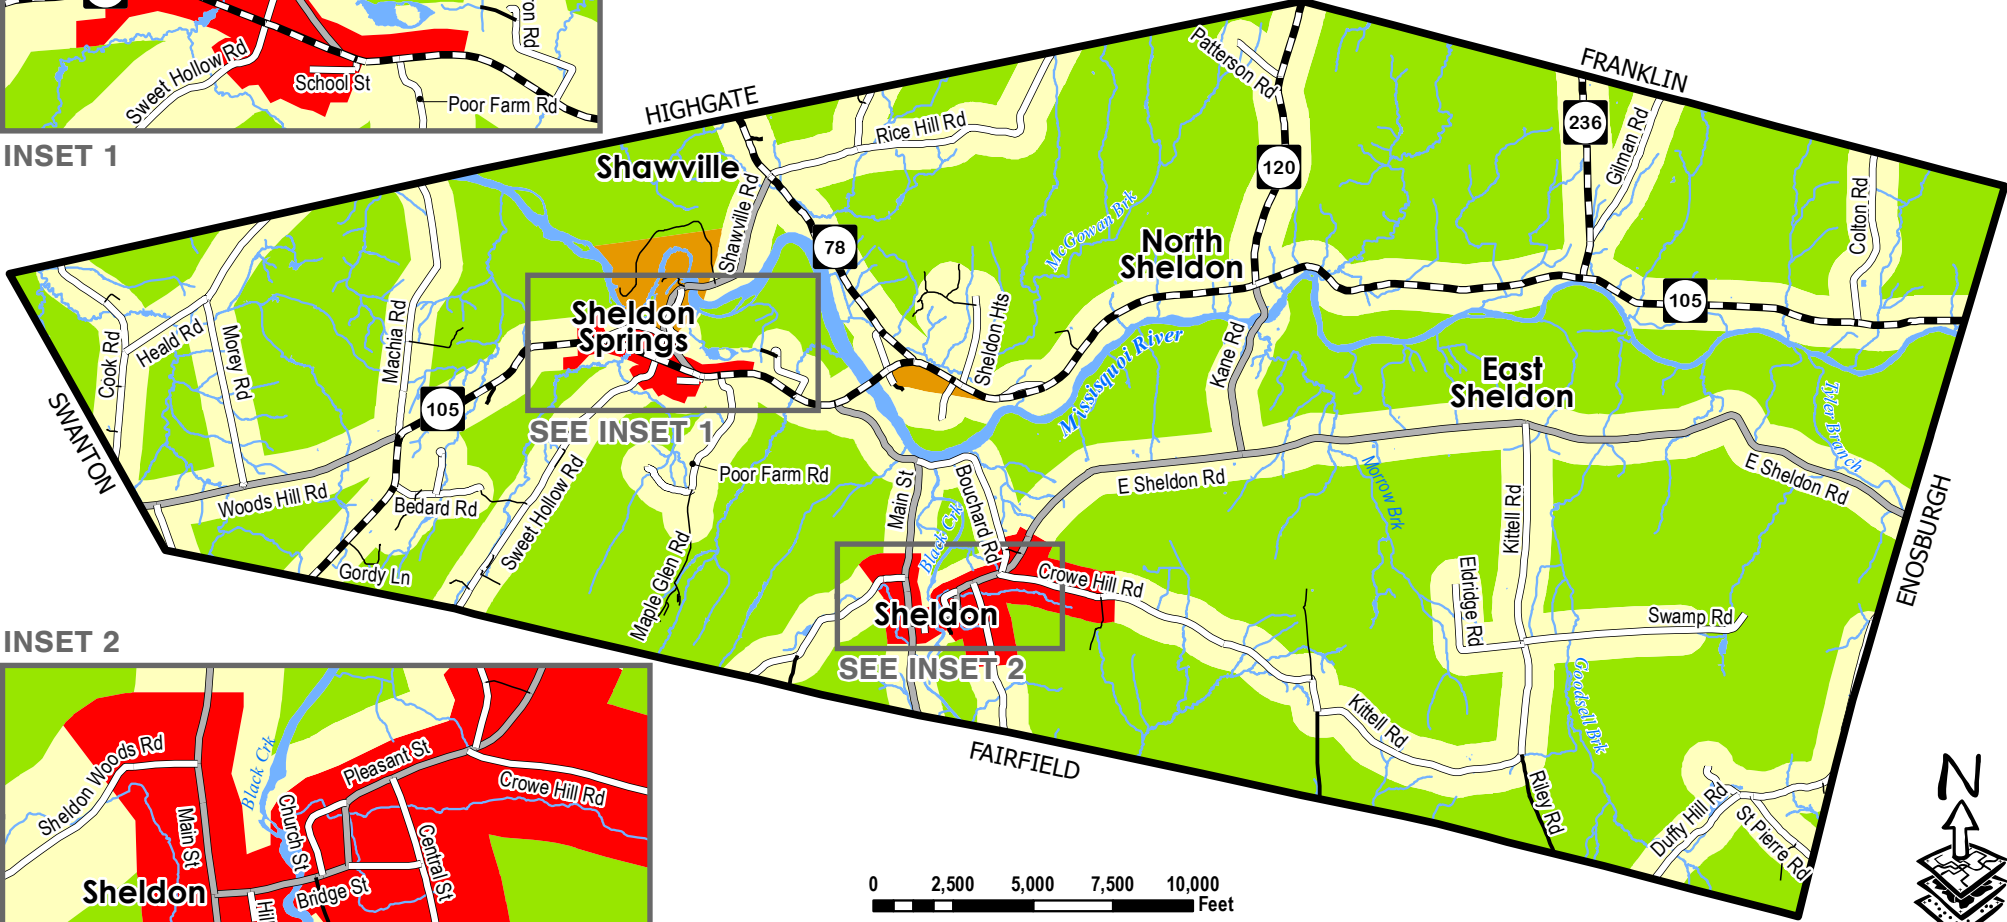 Sweet Hollow Rd
School St
Poor Farm Rd
on Rd
INSET 1
HIGHGATE
FRANKLIN
Patterson Rd
236
Gilman Rd
Rice Hill Rd
Shawville
Shawville Rd
120
Colton Rd
McGowan Brk
78
North
Sheldon
105
Sheldon
Springs
Sheldon Hts
Machia Rd
Heald Rd
Cook Rd
Morey Rd
Kane Rd
Mississquoi River
East
Sheldon
Tyler Branch
105
SWANTON
SEE INSET 1
Poor Farm Rd
Woods Hill Rd
Bedard Rd
Sweet Hollow Rd
Main St
Bouchard Rd
Black Crk
E Sheldon Rd
Morrow Brk
Kittell Rd
E Sheldon Rd
ENOSBURGH
Gordy Ln
Maple Glen Rd
Crowe Hill Rd
Eldridge Rd
Swamp Rd
Sheldon
SEE INSET 2
Goodsell Brk
Kittell Rd
FAIRFIELD
Riley Rd
Duffy Hill Rd
St Pierre Rd
N
INSET 2
Sheldon Woods Rd
Black Crk
Pleasant St
Crowe Hill Rd
Main St
Church St
Central St
Sheldon
Bridge St
Hil
0 2,500 5,000 7,500 10,000
Feet